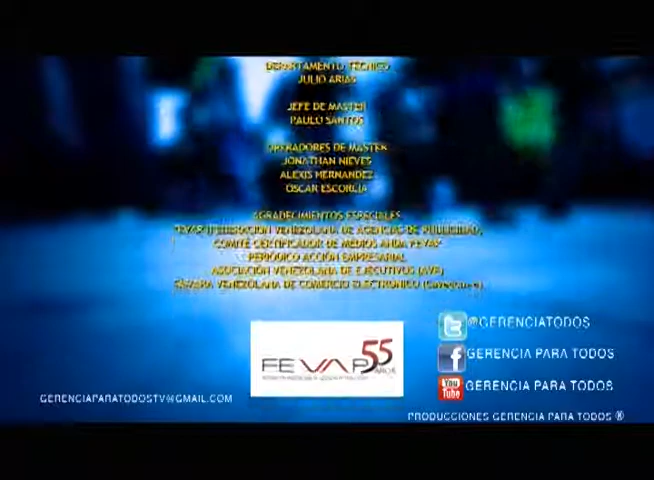 DEPARTAMENTO TÉCNICO
JULIO ARIAS
JEFE DE MASTER
PAULO SANTOS
OPERADORES DE MASTER
JONATHAN NIEVES
ALEXIS HERNANDEZ
OSCAR ESCORCIA
AGRADECIMIENTOS ESPECIALES
FEVAP (FEDERACIÓN VENEZOLANA DE AGENCIAS DE PUBLICIDAD)
COMITÉ CERTIFICADOR DE MEDIOS ANDA FEVAP
PERIÓDICO ACCIÓN EMPRESARIAL
ASOCIACIÓN VENEZOLANA DE EJECUTIVOS (AVE)
CÁMARA VENEZOLANA DE COMERCIO ELECTRÓNICO
FEVAP 55
AÑOS
@GERENCIATODOS
GERENCIA PARA TODOS
You Tube GERENCIA PARA TODOS
GERENCIAPARATODOSTV@GMAIL.COM
PRODUCCIONES GERENCIA PARA TODOS ®